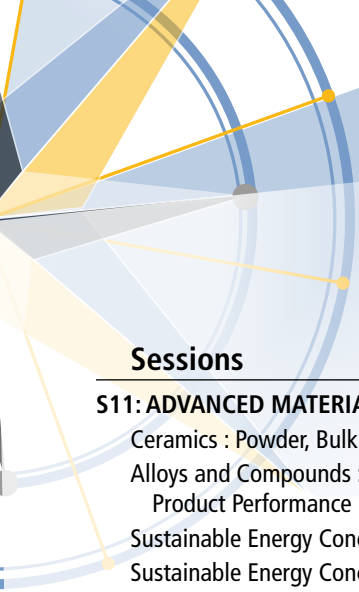 Sessions
S11: ADVANCED MATERIA
Ceramics : Powder, Bulk
Alloys and Compounds :
Product Performance
Sustainable Energy Conc
Sustainable Energy Conc